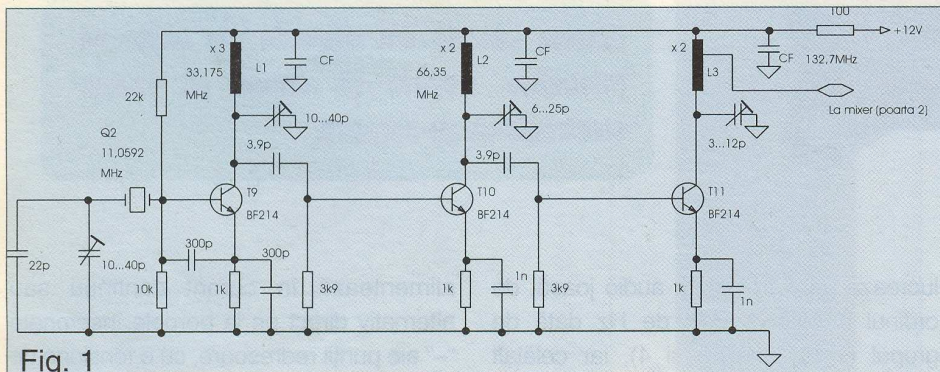 100
+12V
x 3
33,175
MHz
L1
CF
x 2
66,35
MHz
L2
CF
x 2
L3
CF
132,7MHz
La mixer (poarta 2)
22k
10...40p
6...25p
3...12p
Q2
11,0592
MHz
3,9p
3,9p
T9
BF214
T10
BF214
T11
BF214
22p
10...40p
300p
300p
10k
1k
3k9
1k
1n
3k9
1k
1n
Fig. 1